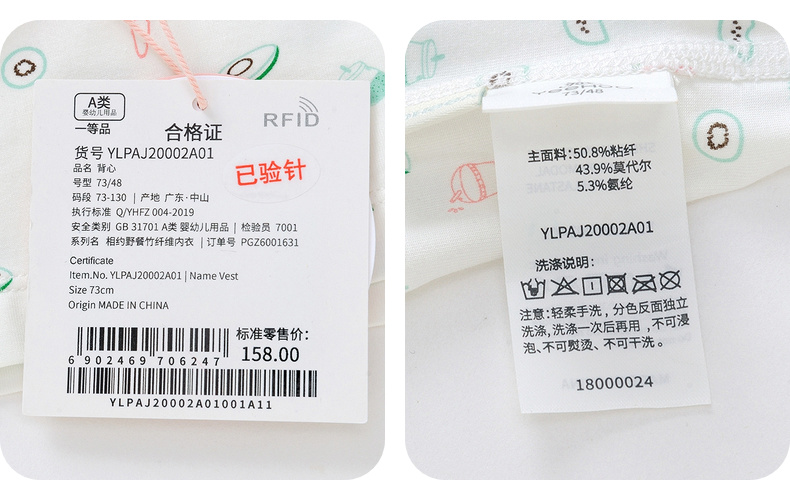 A类
婴幼儿用品
一等品
合格证
RFID
货号 YLPAJ20002A01
已验针
品名 背心
号型 73/48
码段 73-130 | 产地 广东·中山
执行标准 Q/YHFZ 004-2019
安全类别 GB 31701 A类 婴幼儿用品 | 检验员 7001
系列名 相约野餐竹纤维内衣 | 订单号 PGZ6001631
Certificate
Item.No. YLPAJ20002A01 | Name Vest
Size 73cm
Origin MADE IN CHINA
标准零售价:
158.00
6 902469 706247
YLPAJ20002A01001A11
73/48
主面料:50.8%粘纤
43.9%莫代尔
5.3%氨纶
YLPAJ20002A01
洗涤说明:
注意:轻柔手洗,分色反面独立
洗涤,洗涤一次后再用,不可浸
泡、不可熨烫、不可干洗。
18000024